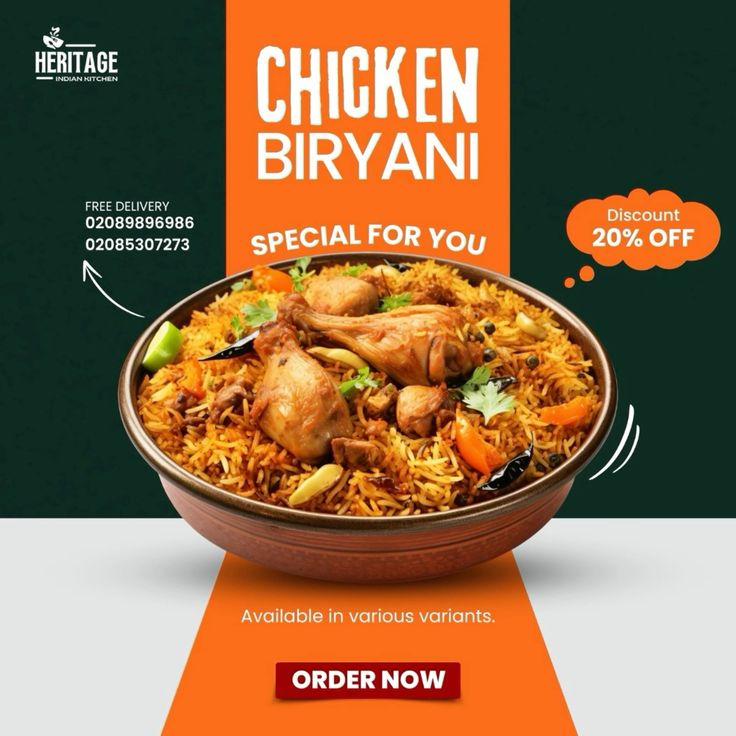 HERITAGE
INDIAN KITCHEN
CHICKEN
BIRYANI
SPECIAL FOR YOU
FREE DELIVERY
02089896986
02085307273
Discount
20% OFF
Available in various variants.
ORDER NOW